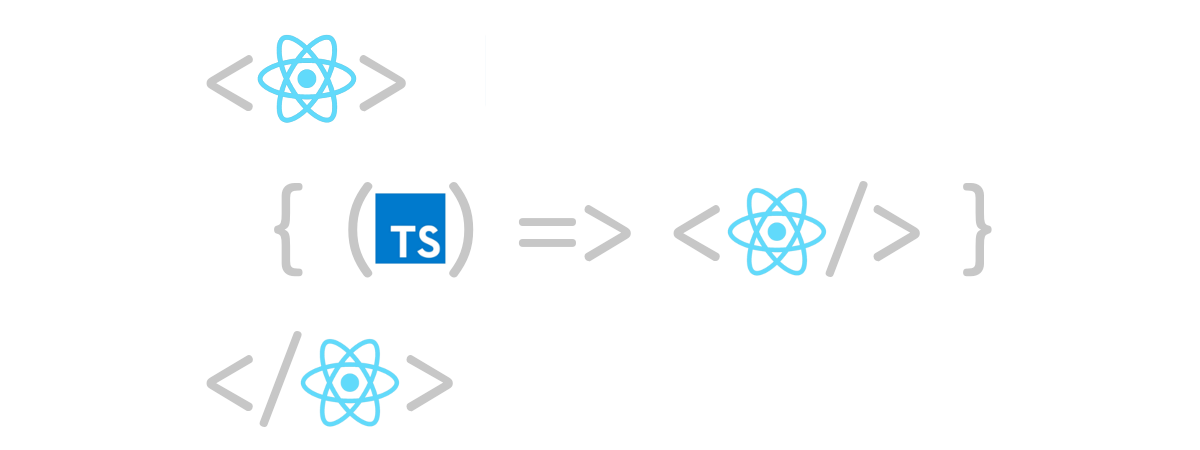 < >
{ (TS) => < /> }
</ >